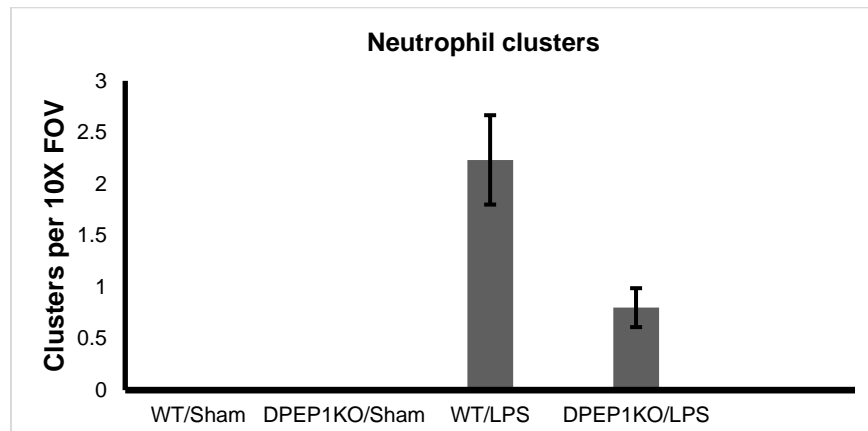 Neutrophil clusters
Clusters per 10X FOV
3
2.5
2
1.5
1
0.5
0
WT/Sham DPEP1KO/Sham WT/LPS DPEP1KO/LPS